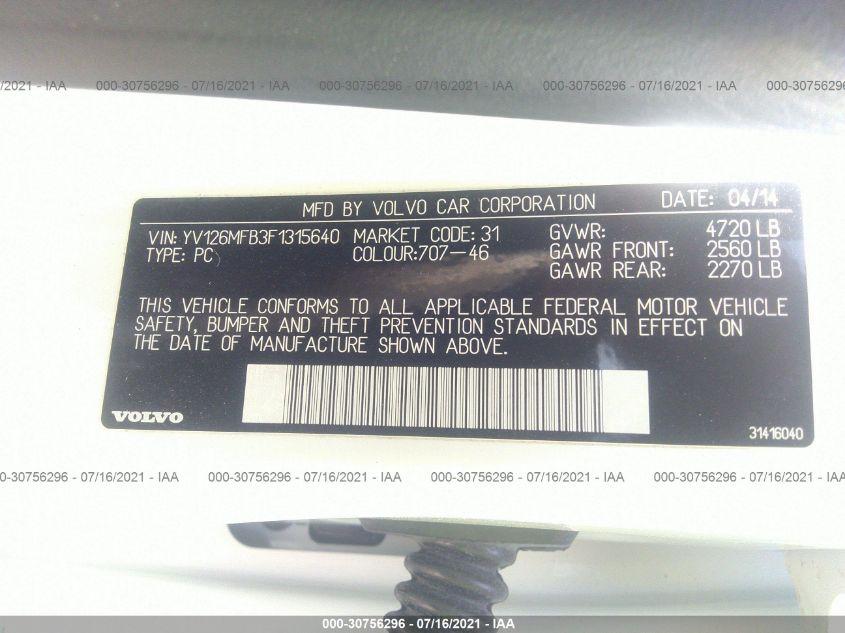 /2021 - IAA 000-30756296 - 07/16/2021 - IAA 000-30756296 - 07/16/2021 - IAA 000-30756296 - 07/16/2021 - IAA 000-3075629
MFD BY VOLVO CAR CORPORATION DATE: 04/14
VIN: YV126MFB3F1315640 MARKET CODE: 31 GVWR: 4720 LB
TYPE: PC COLOUR:707-46 GAWR FRONT: 2560 LB
GAWR REAR: 2270 LB
THIS VEHICLE CONFORMS TO ALL APPLICABLE FEDERAL MOTOR VEHICLE
SAFETY, BUMPER AND THEFT PREVENTION STANDARDS IN EFFECT ON
THE DATE OF MANUFACTURE SHOWN ABOVE.
VOLVO 31416040
0-30756296 - 07/16/2021 - IAA 000-30756296 - 07/16/2021 - IAA 000-30756296 - 07/16/2021 - IAA 000-30756296 - 07/16/2021 - IAA
000-30756296 - 07/16/2021 - IAA